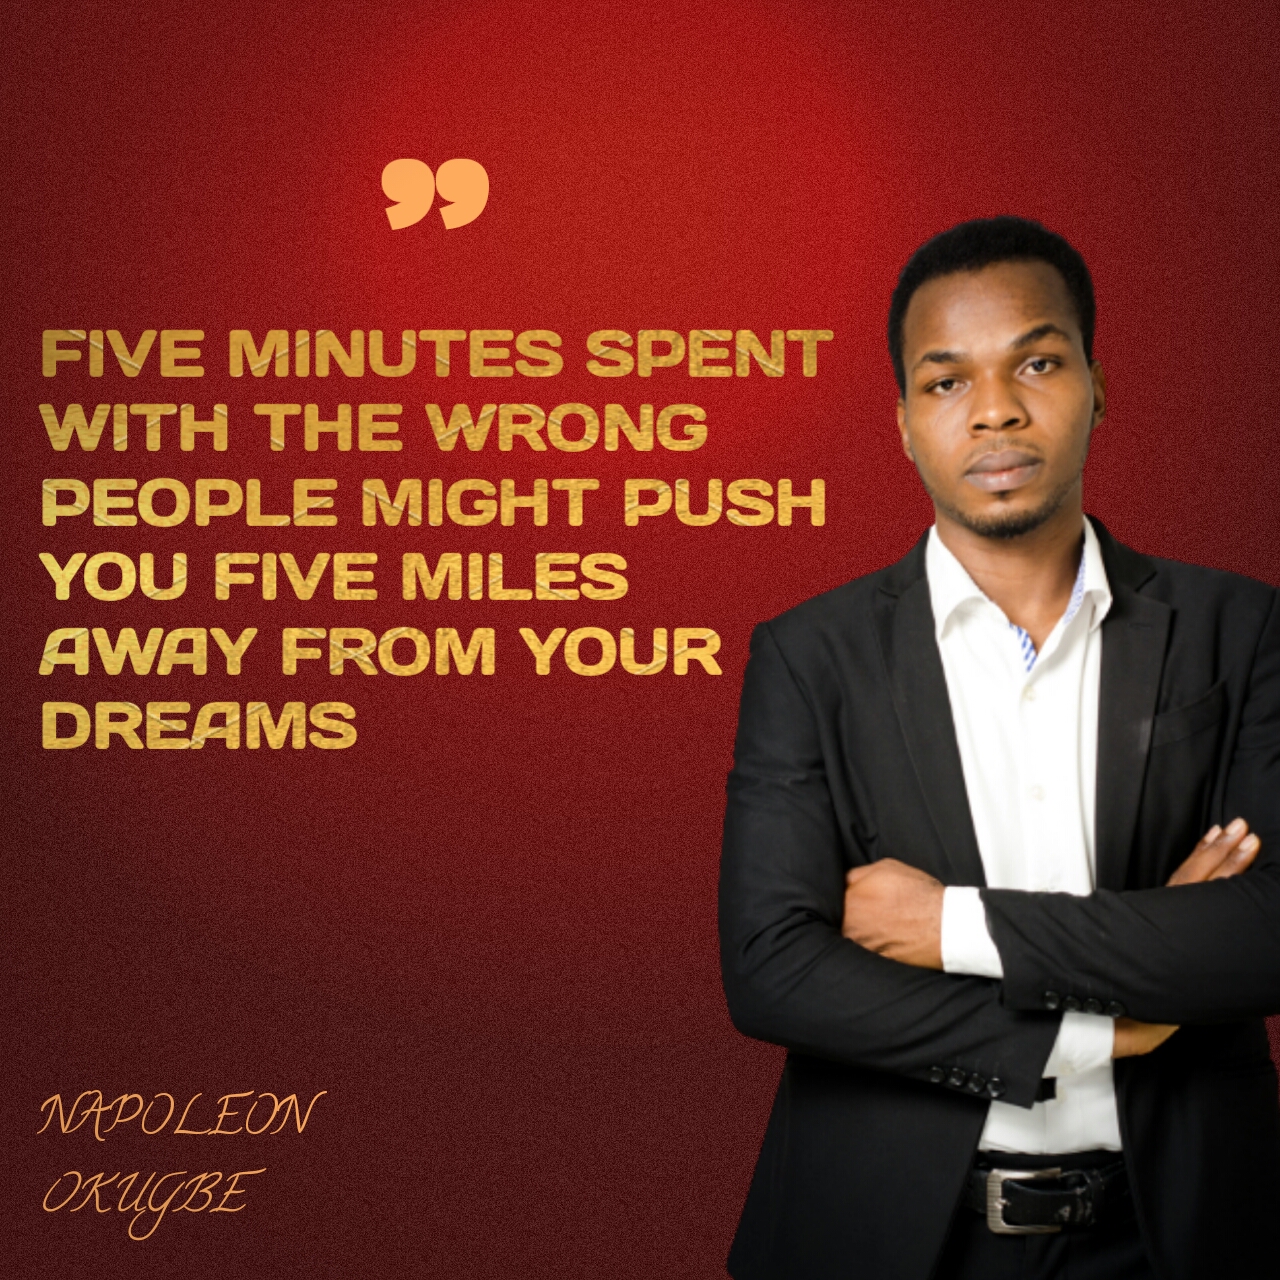 ”
FIVE MINUTES SPENT
WITH THE WRONG
PEOPLE MIGHT PUSH
YOU FIVE MILES
AWAY FROM YOUR
DREAMS
NAPOLEON
OKUGBE